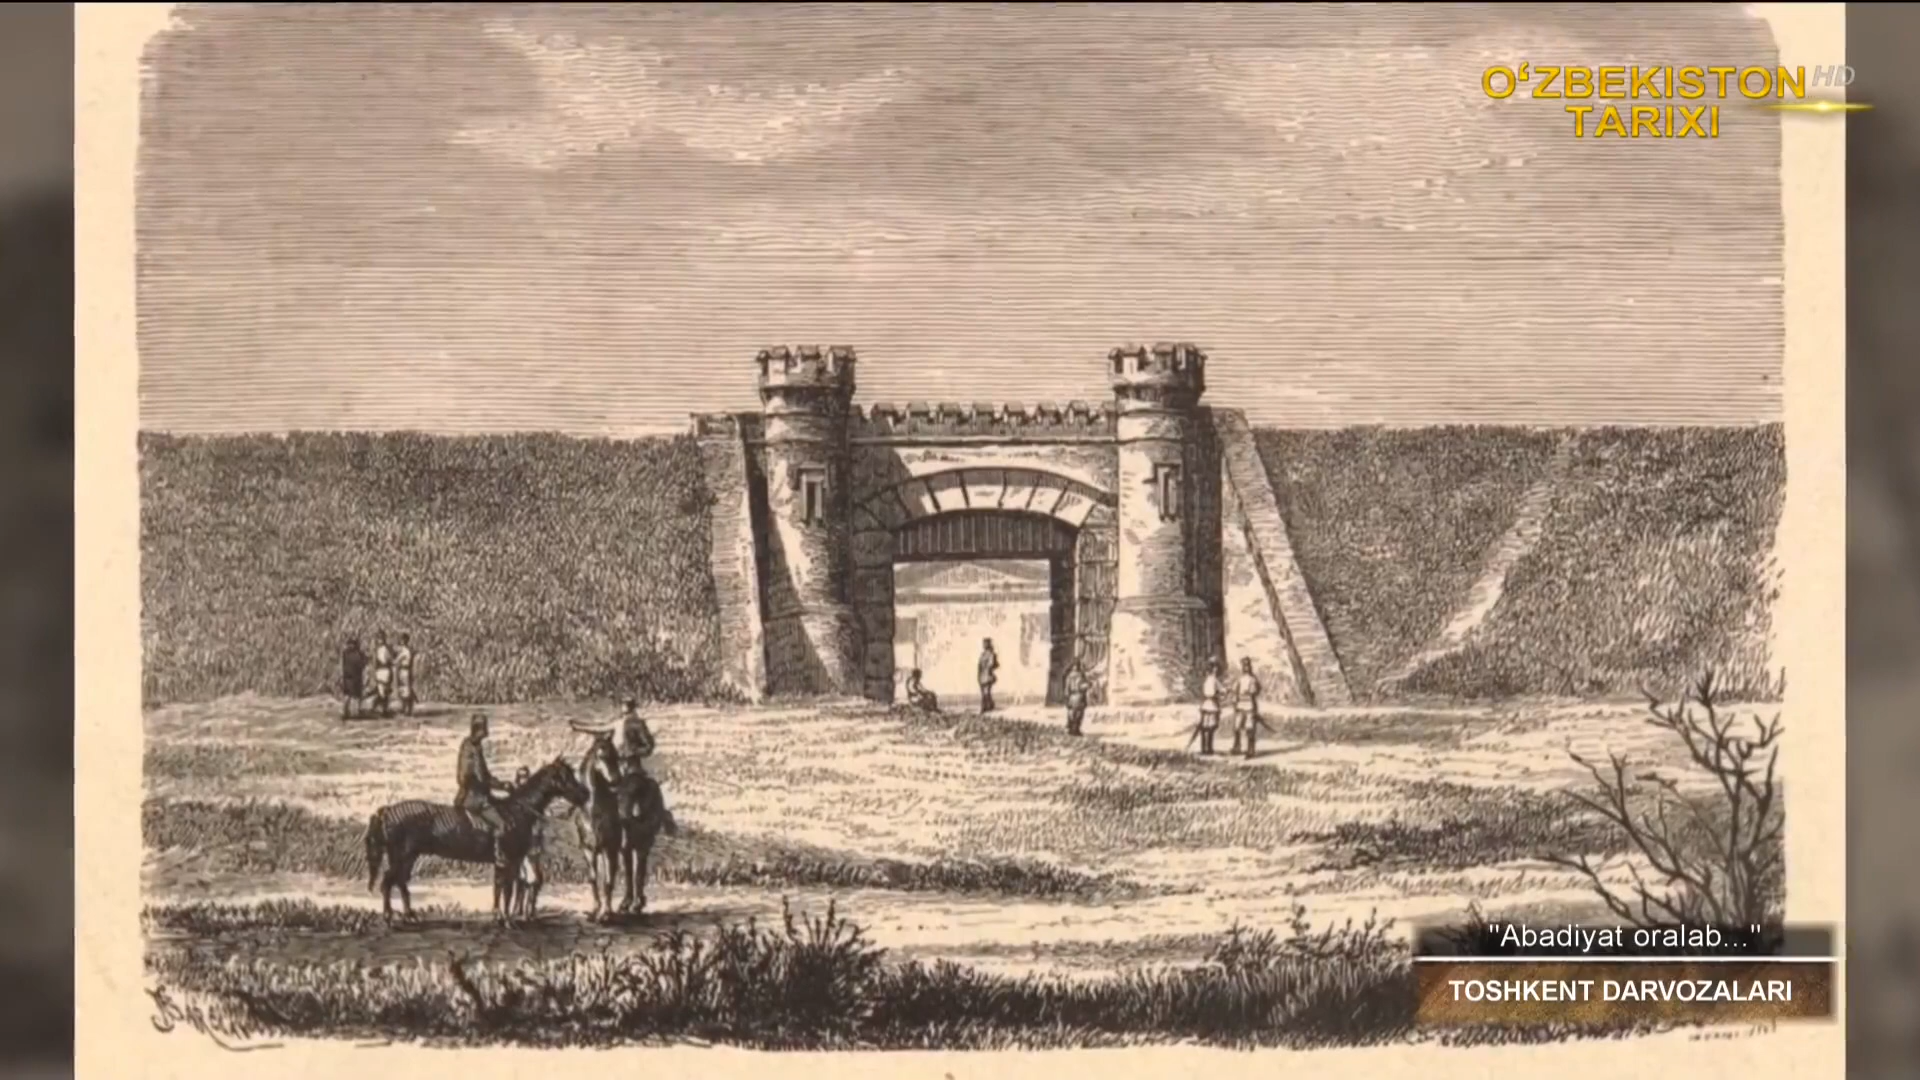 O‘ZBEKISTON HD
TARIXI
"Abadiyat oralab..."
TOSHKENT DARVOZALARI